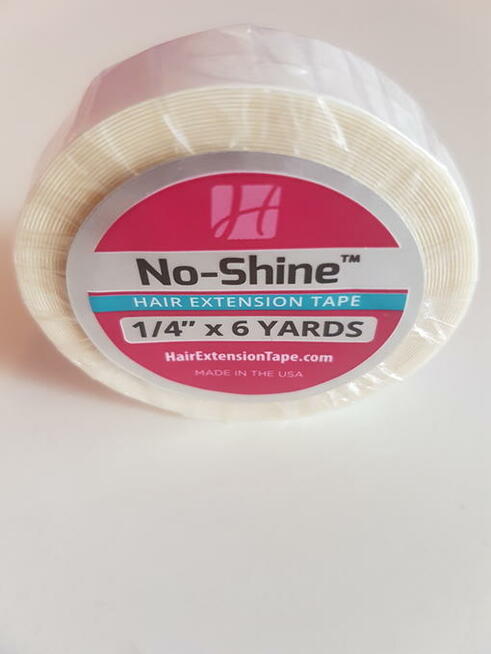 H
No-Shine™
HAIR EXTENSION TAPE
1/4" x 6 YARDS
HairExtensionTape.com
MADE IN THE USA